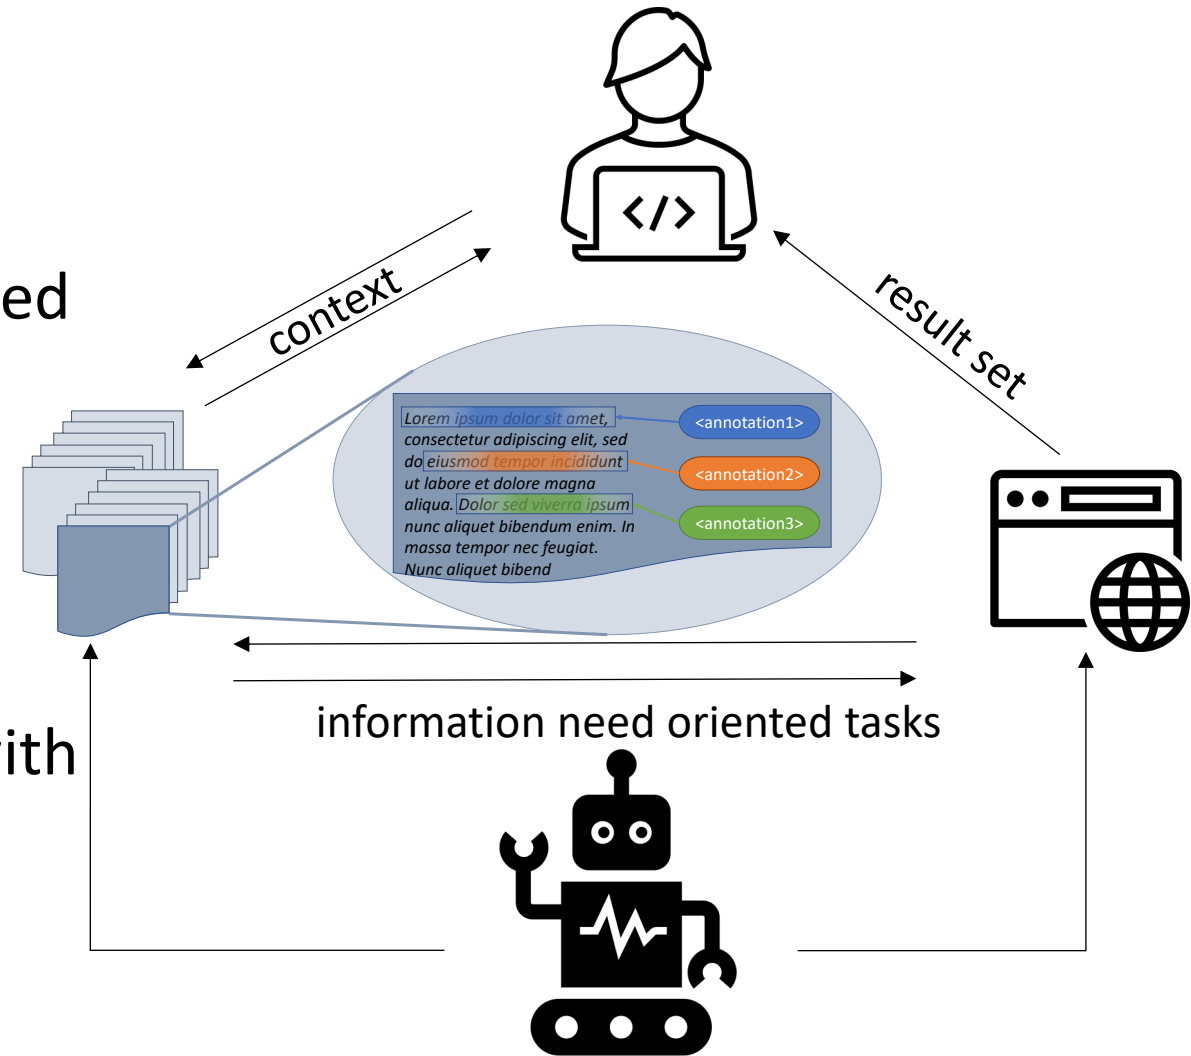 </>
ed
context
result set
Lorem ipsum dolor sit amet,
consectetur adipiscing elit, sed
do eiusmod tempor incididunt
ut labore et dolore magna
aliqua. Dolor sed viverra ipsum
nunc aliquet bibendum enim. In
massa tempor nec feugiat.
Nunc aliquet bibend
<annotation1>
<annotation2>
<annotation3>
information need oriented tasks
ith